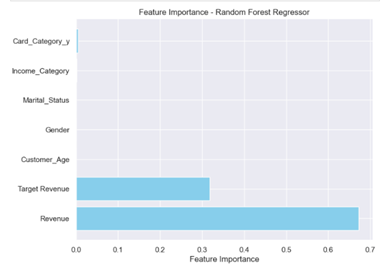 Feature Importance - Random Forest Regressor
Card_Category_y
Income_Category
Marital_Status
Gender
Customer_Age
Target Revenue
Revenue
0.0 0.1 0.2 0.3 0.4 0.5 0.6 0.7
Feature Importance